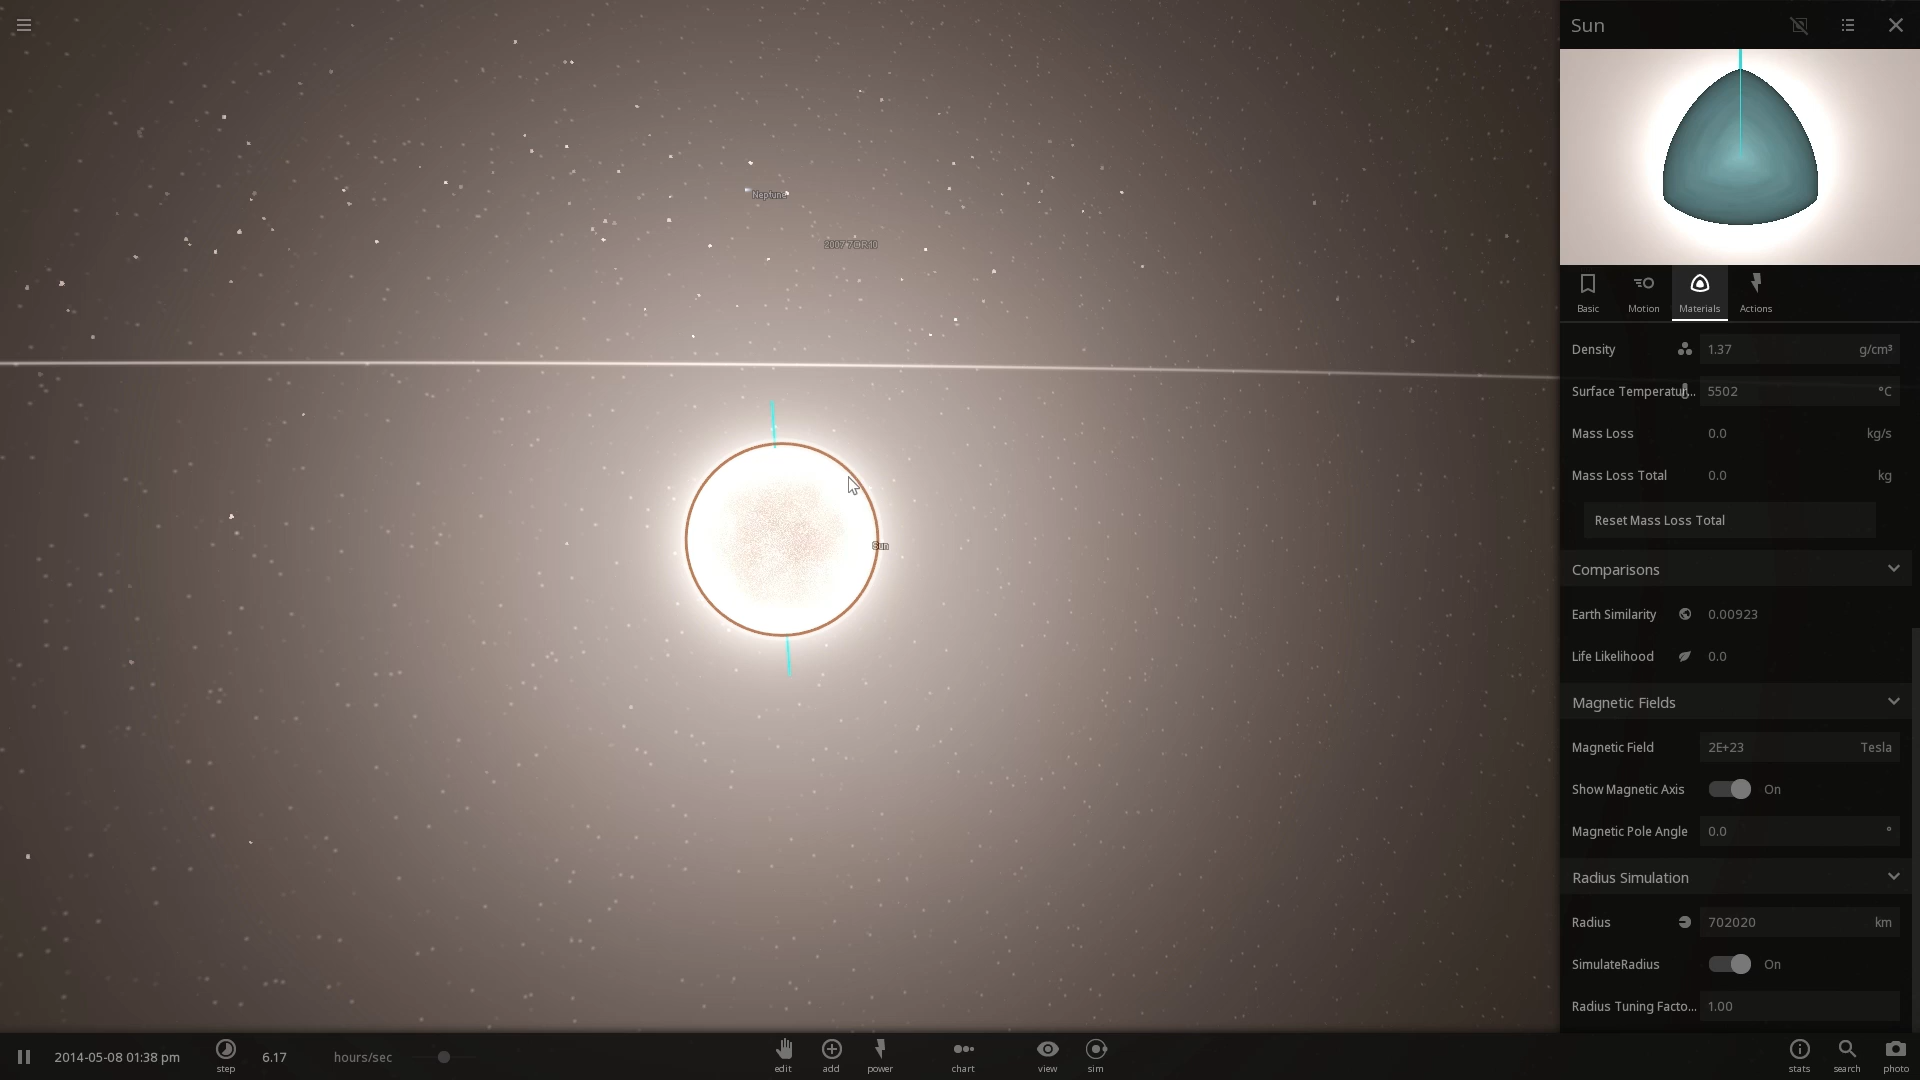 Sun
Neptune
Basic
Motion
Materials
Actions
Density 1.37 g/cm³
Surface Temperatur... 5502 °C
Mass Loss 0.0 kg/s
Mass Loss Total 0.0 kg
Reset Mass Loss Total
Sun
Comparisons
Earth Similarity 0.00923
Life Likelihood 0.0
Magnetic Fields
Magnetic Field 2E+23 Tesla
Show Magnetic Axis On
Magnetic Pole Angle 0.0 °
Radius Simulation
Radius 702020 km
SimulateRadius On
Radius Tuning Facto... 1.00
2014-05-08 01:38 pm
step
6.17 hours/sec
edit
add
power
chart
view
sim
stats
search
photo